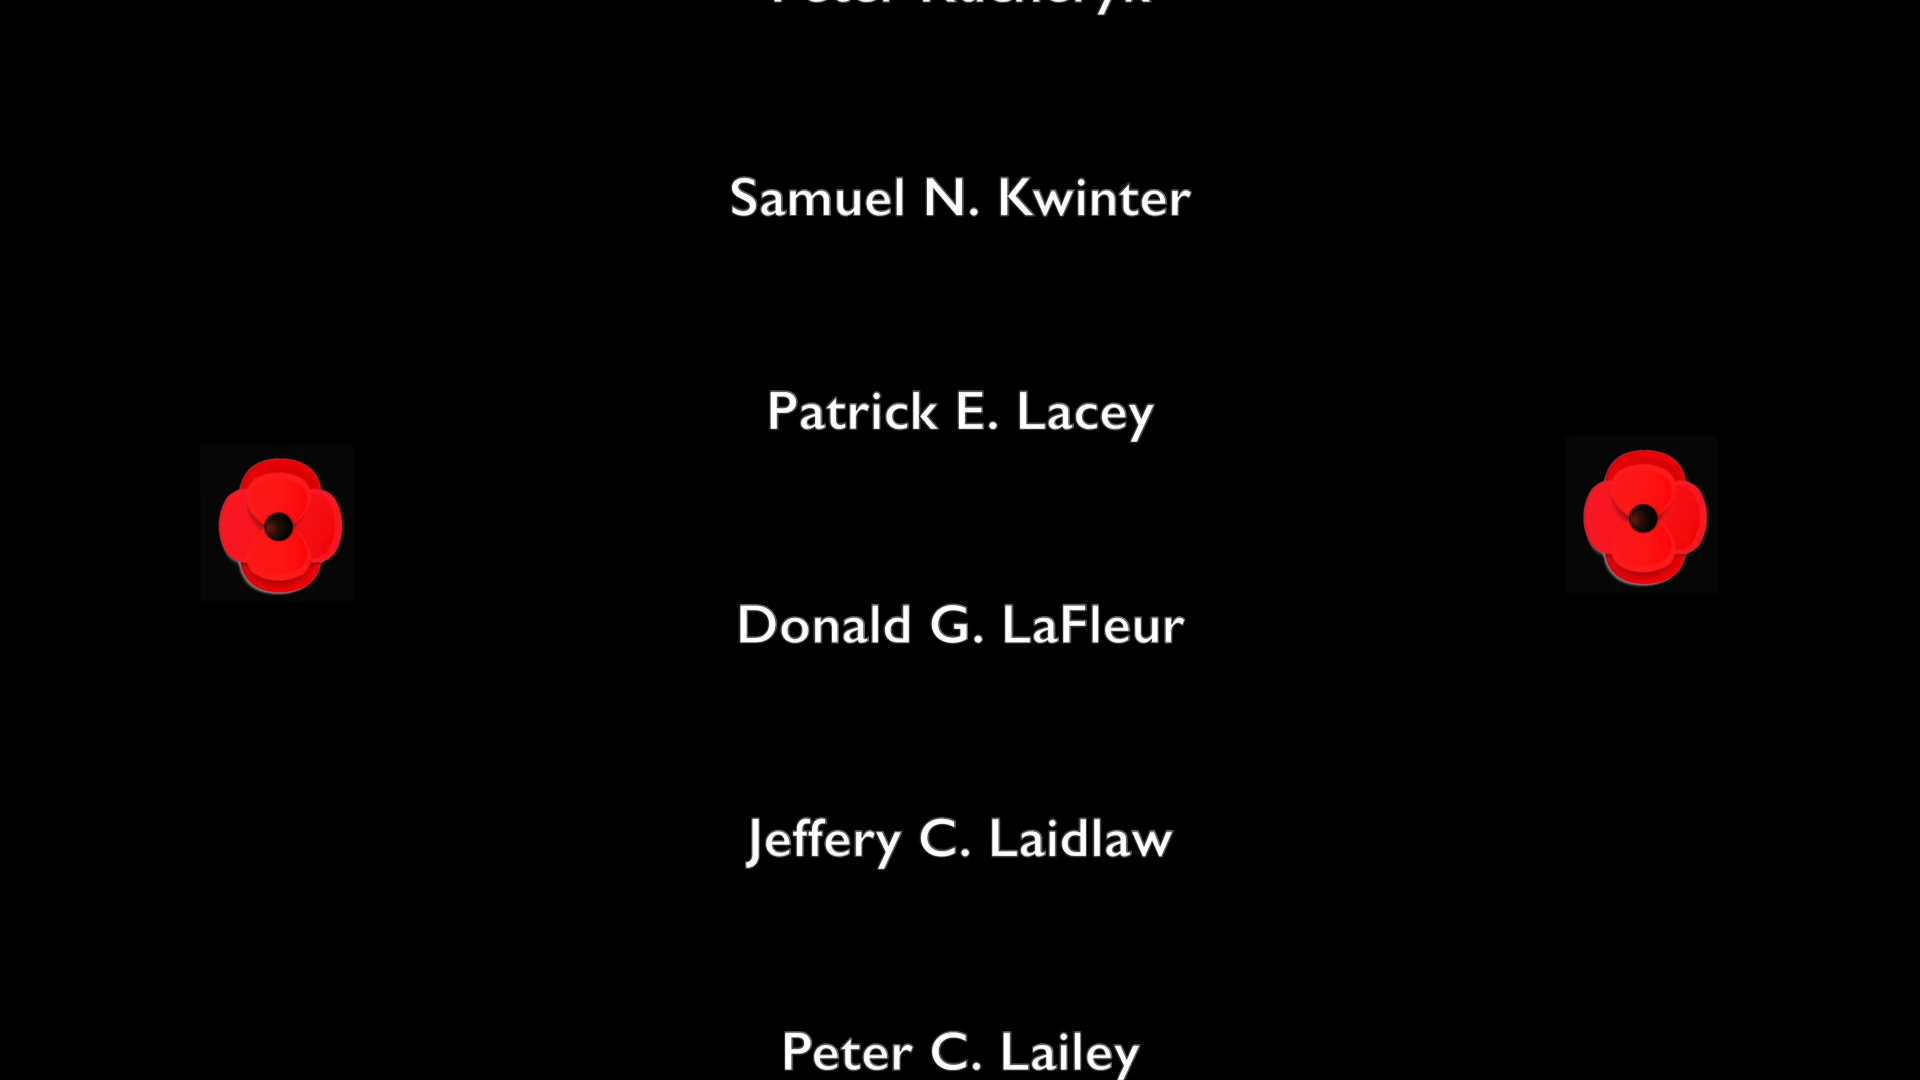 Samuel N. Kwinter
Patrick E. Lacey
Donald G. LaFleur
Jeffery C. Laidlaw
Peter C. Lailey